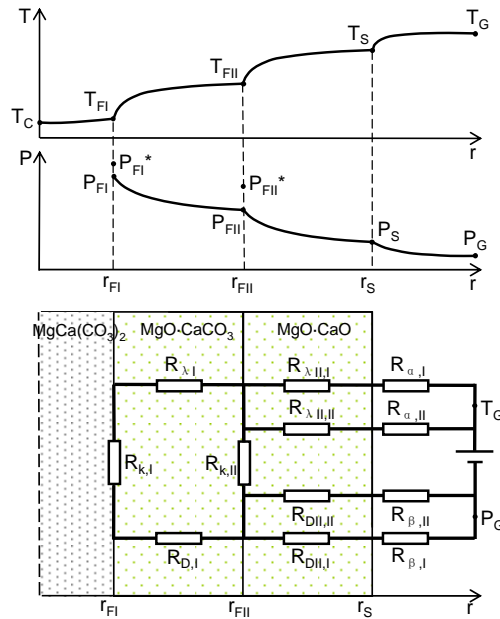 T
T_G
T_S
T_FII
T_FI
T_C
r
P
P_FI*
P_FI
P_FII*
P_FII
P_S
P_G
r_FI
r_FII
r_S
r
MgCa(CO₃)₂ MgO·CaCO₃ MgO·CaO
R_λI R_λII,I R_α,I
R_λII,II R_α,II
T_G
R_k,I R_k,II
R_DII,II R_β,II
P_G
R_D,I R_DII,I R_β,I
r_FI r_FII r_S r